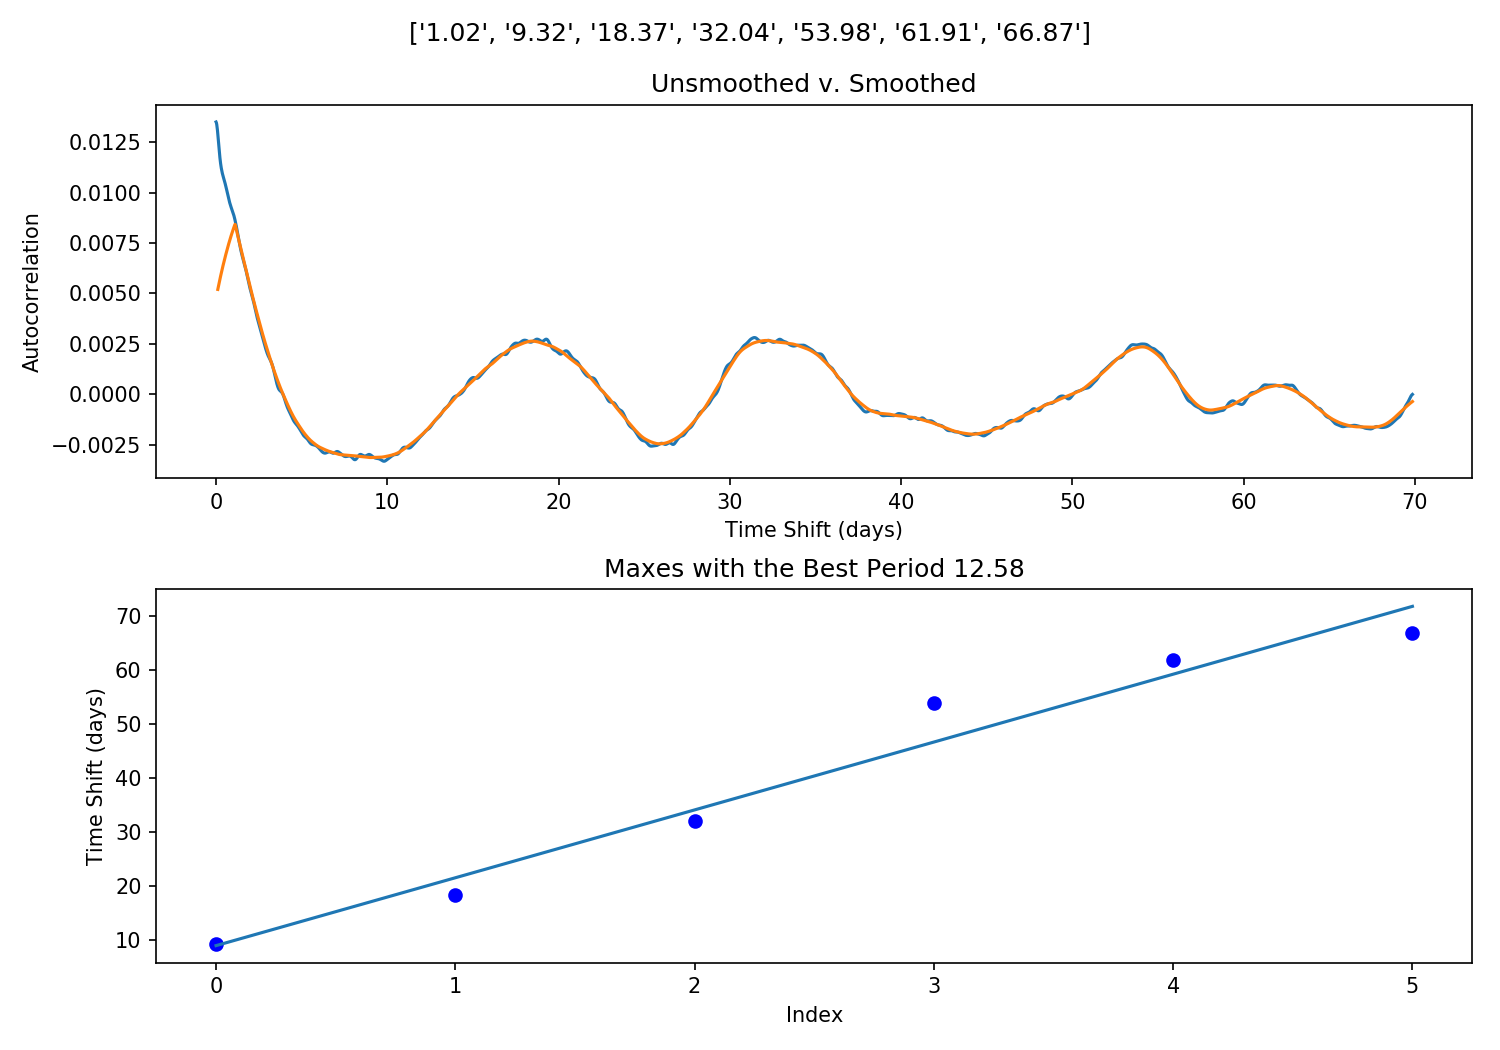 ['1.02', '9.32', '18.37', '32.04', '53.98', '61.91', '66.87']
Unsmoothed v. Smoothed
0.0125
0.0100
0.0075
0.0050
0.0025
0.0000
−0.0025
Autocorrelation
0 10 20 30 40 50 60 70
Time Shift (days)
Maxes with the Best Period 12.58
70
60
50
40
30
20
10
Time Shift (days)
0 1 2 3 4 5
Index